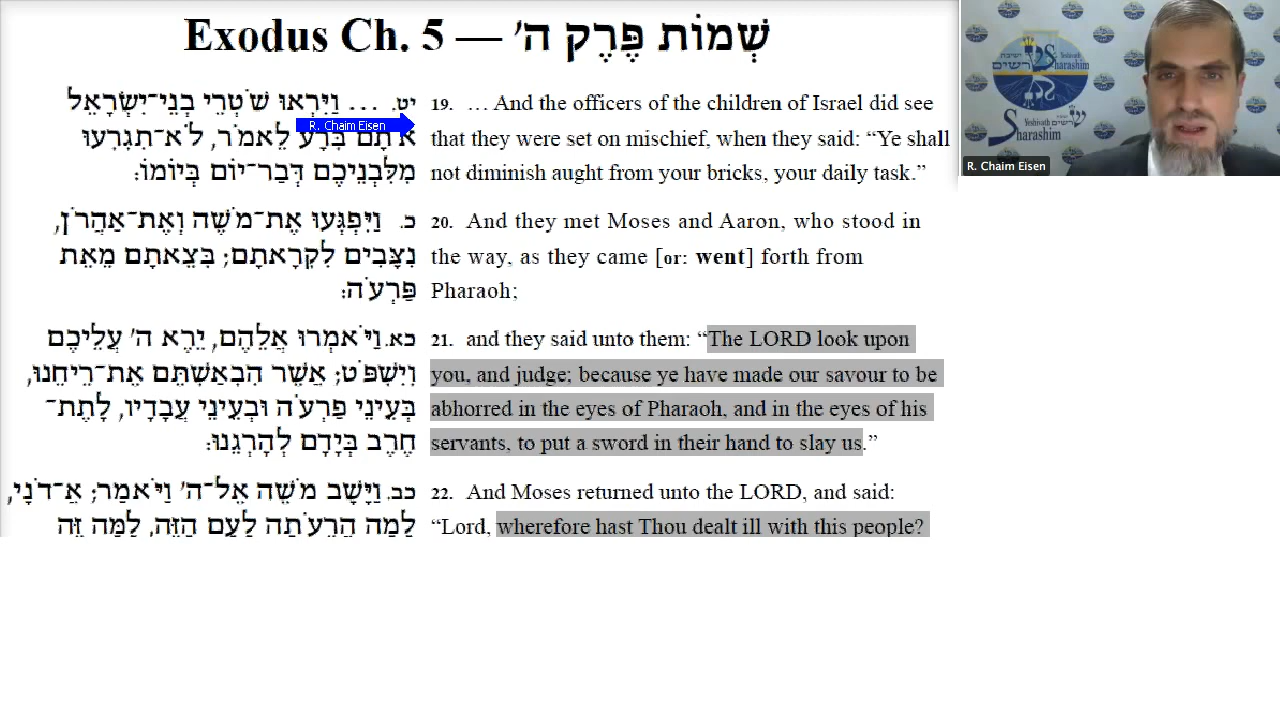 Exodus Ch. 5 — שְׁמוֹת פֶּרֶק ה'
יט. ... וַיִּרְאוּ שֹׁטְרֵי בְנֵי־יִשְׂרָאֵל
אֹתָם בְּרָע לֵאמֹר, לֹא־תִגְרְעוּ
מִלִּבְנֵיכֶם דְּבַר־יוֹם בְּיוֹמוֹ:
19. ... And the officers of the children of Israel did see
that they were set on mischief, when they said: “Ye shall
not diminish aught from your bricks, your daily task.”
כ. וַיִּפְגְּעוּ אֶת־מֹשֶׁה וְאֶת־אַהֲרֹן,
נִצָּבִים לִקְרָאתָם; בְּצֵאתָם מֵאֵת
פַּרְעֹה:
20. And they met Moses and Aaron, who stood in
the way, as they came [or: went] forth from
Pharaoh;
כא. וַיֹּאמְרוּ אֲלֵהֶם, יֵרֶא ה' עֲלֵיכֶם
וְיִשְׁפֹּט; אֲשֶׁר הִבְאַשְׁתֶּם אֶת־רֵיחֵנוּ,
בְּעֵינֵי פַרְעֹה וּבְעֵינֵי עֲבָדָיו, לָתֶת־
חֶרֶב בְּיָדָם לְהָרְגֵנוּ:
21. and they said unto them: “The LORD look upon
you, and judge; because ye have made our savour to be
abhorred in the eyes of Pharaoh, and in the eyes of his
servants, to put a sword in their hand to slay us.”
כב. וַיָּשָׁב מֹשֶׁה אֶל־ה' וַיֹּאמַר; אֲ־דֹנָי,
לָמָה הֲרֵעֹתָה לָעָם הַזֶּה, לָמָּה זֶּה
22. And Moses returned unto the LORD, and said:
“Lord, wherefore hast Thou dealt ill with this people?
R. Chaim Eisen
Yeshivath
ישיבת
Sharashim
שרשים
Yeshivath
Sharashim
R. Chaim Eisen